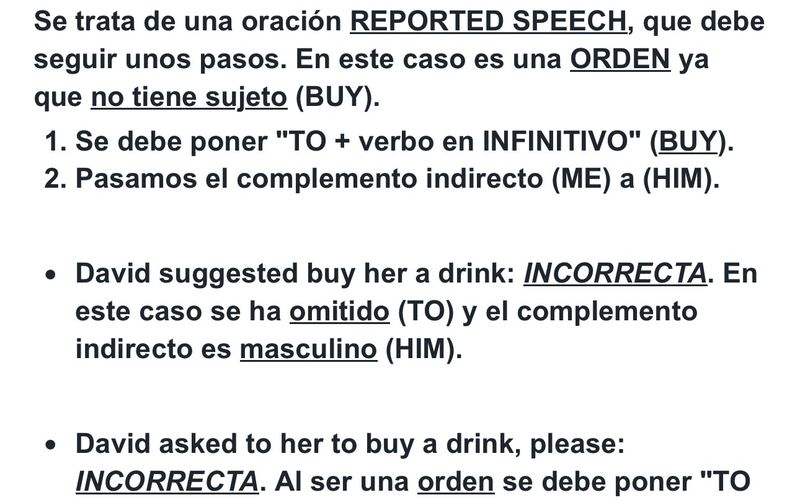 Se trata de una oración REPORTED SPEECH, que debe
seguir unos pasos. En este caso es una ORDEN ya
que no tiene sujeto (BUY).
1. Se debe poner "TO + verbo en INFINITIVO" (BUY).
2. Pasamos el complemento indirecto (ME) a (HIM).
• David suggested buy her a drink: INCORRECTA. En
este caso se ha omitido (TO) y el complemento
indirecto es masculino (HIM).
• David asked to her to buy a drink, please:
INCORRECTA. Al ser una orden se debe poner "TO